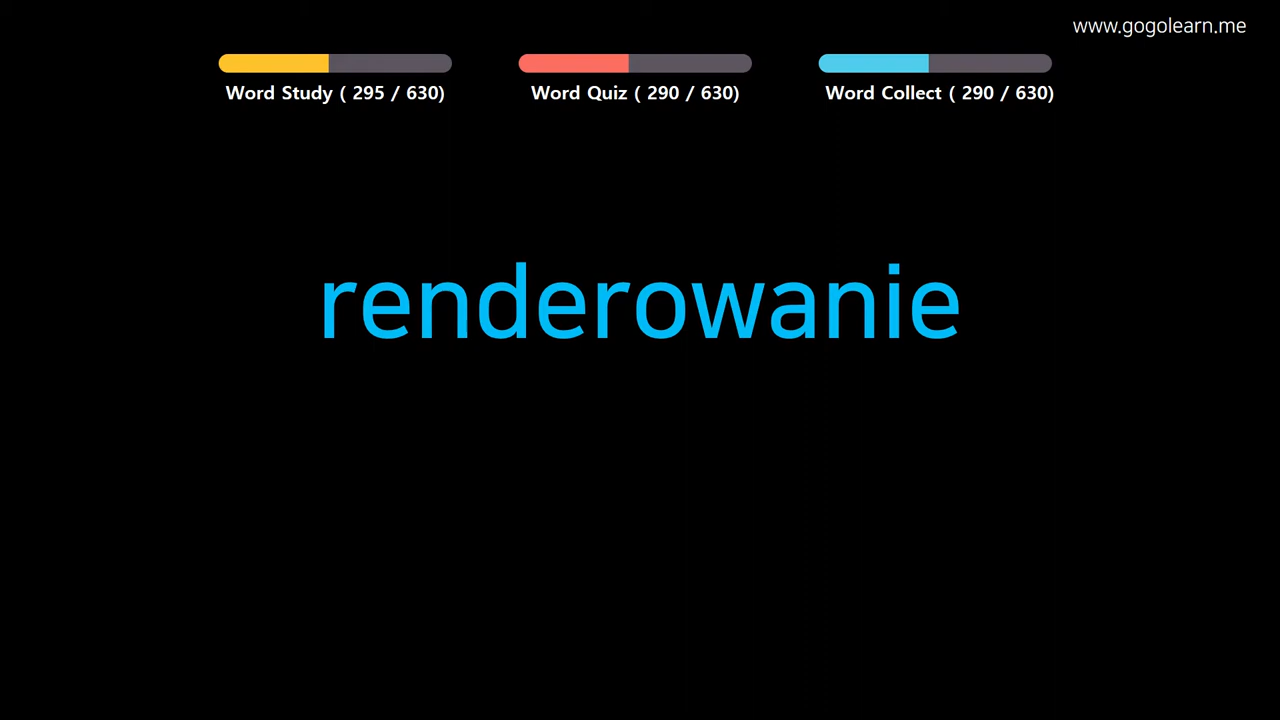 www.gogolearn.me
Word Study ( 295 / 630)
Word Quiz ( 290 / 630)
Word Collect ( 290 / 630)
renderowanie